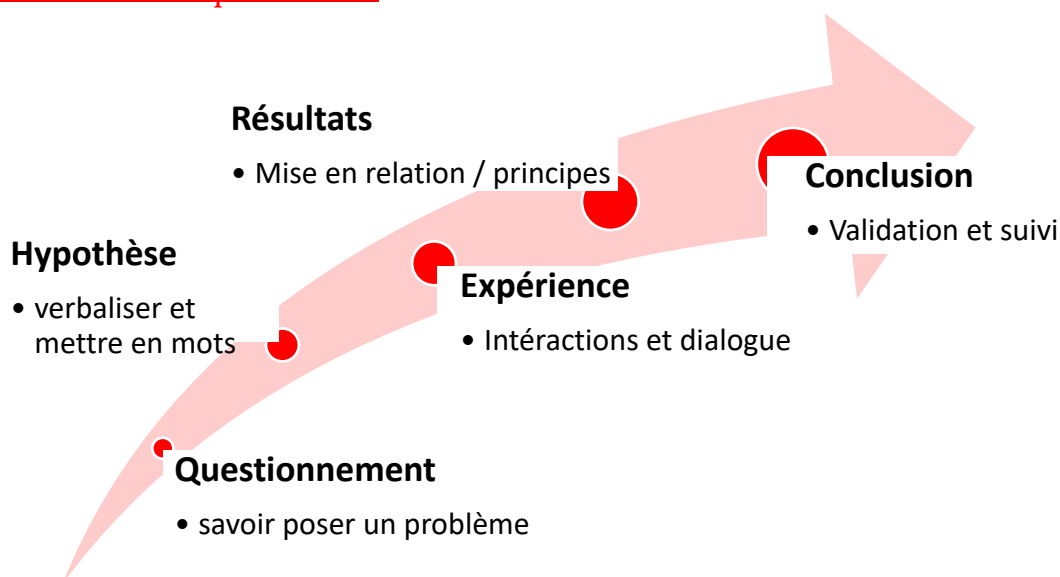 Résultats
• Mise en relation / principes
Conclusion
• Validation et suivi
Hypothèse
• verbaliser et
mettre en mots
Expérience
• Intéractions et dialogue
Questionnement
• savoir poser un problème